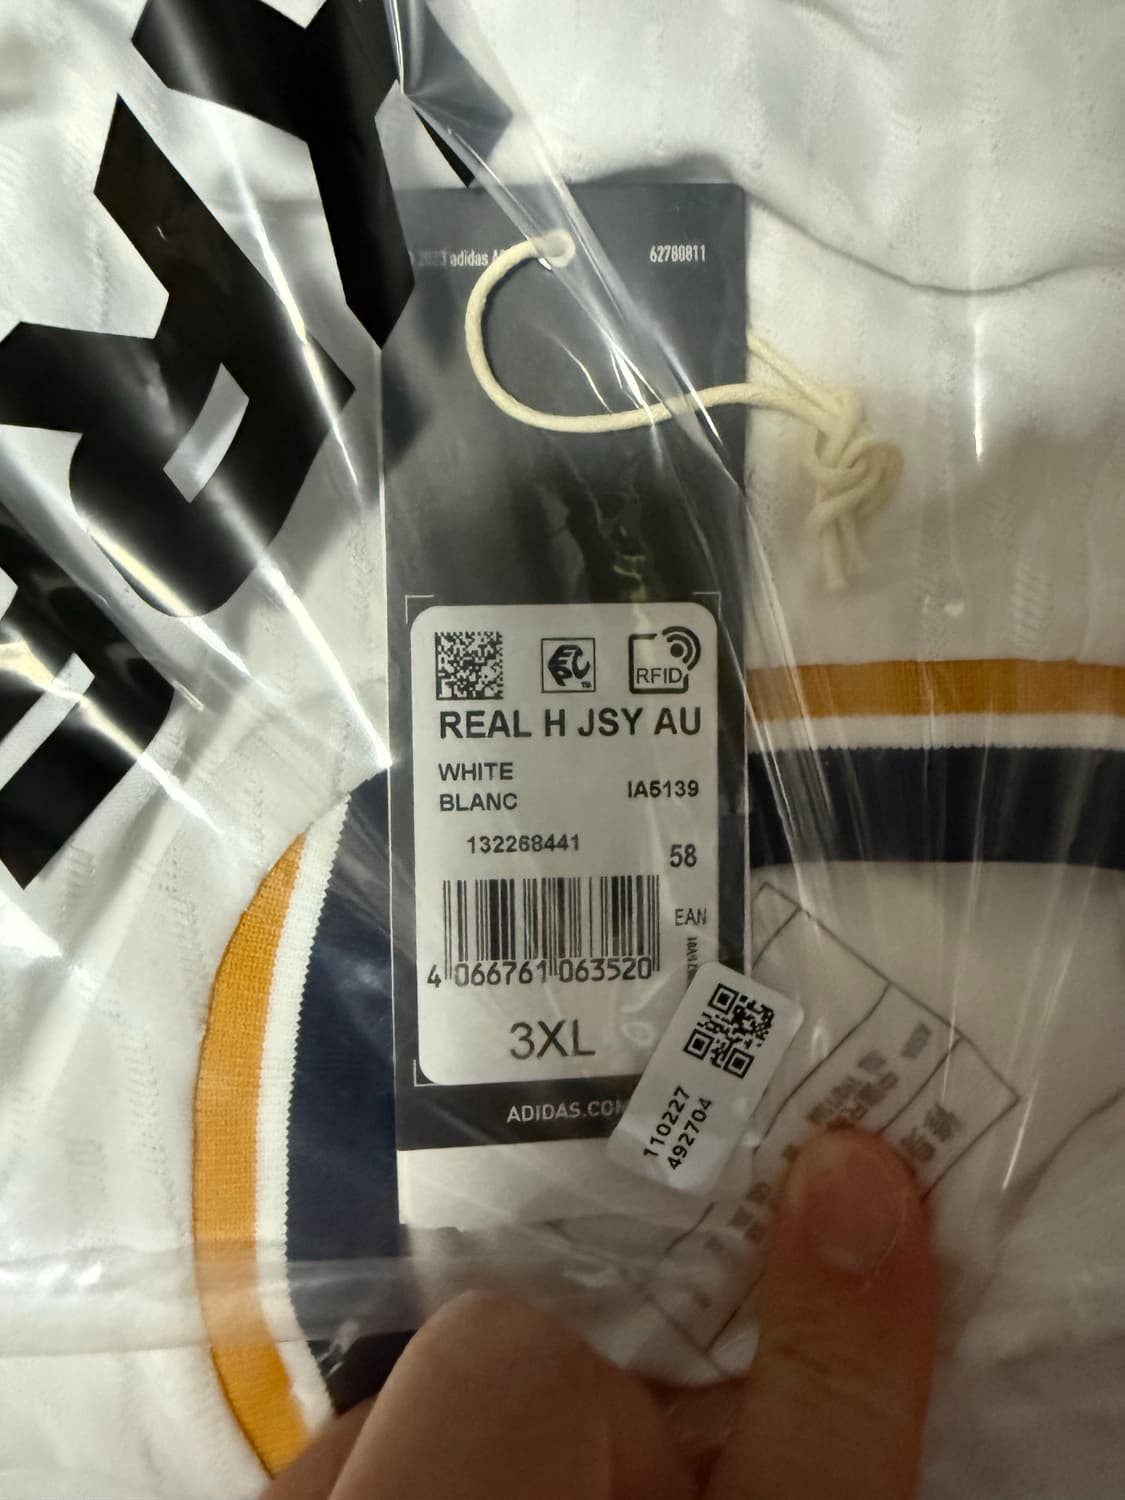 2023 adidas A
62780811
RFID
REAL H JSY AU
WHITE
BLANC
IA5139
132268441
58
EAN
4 066761 063520
3XL
ADIDAS.COM
110227
492704